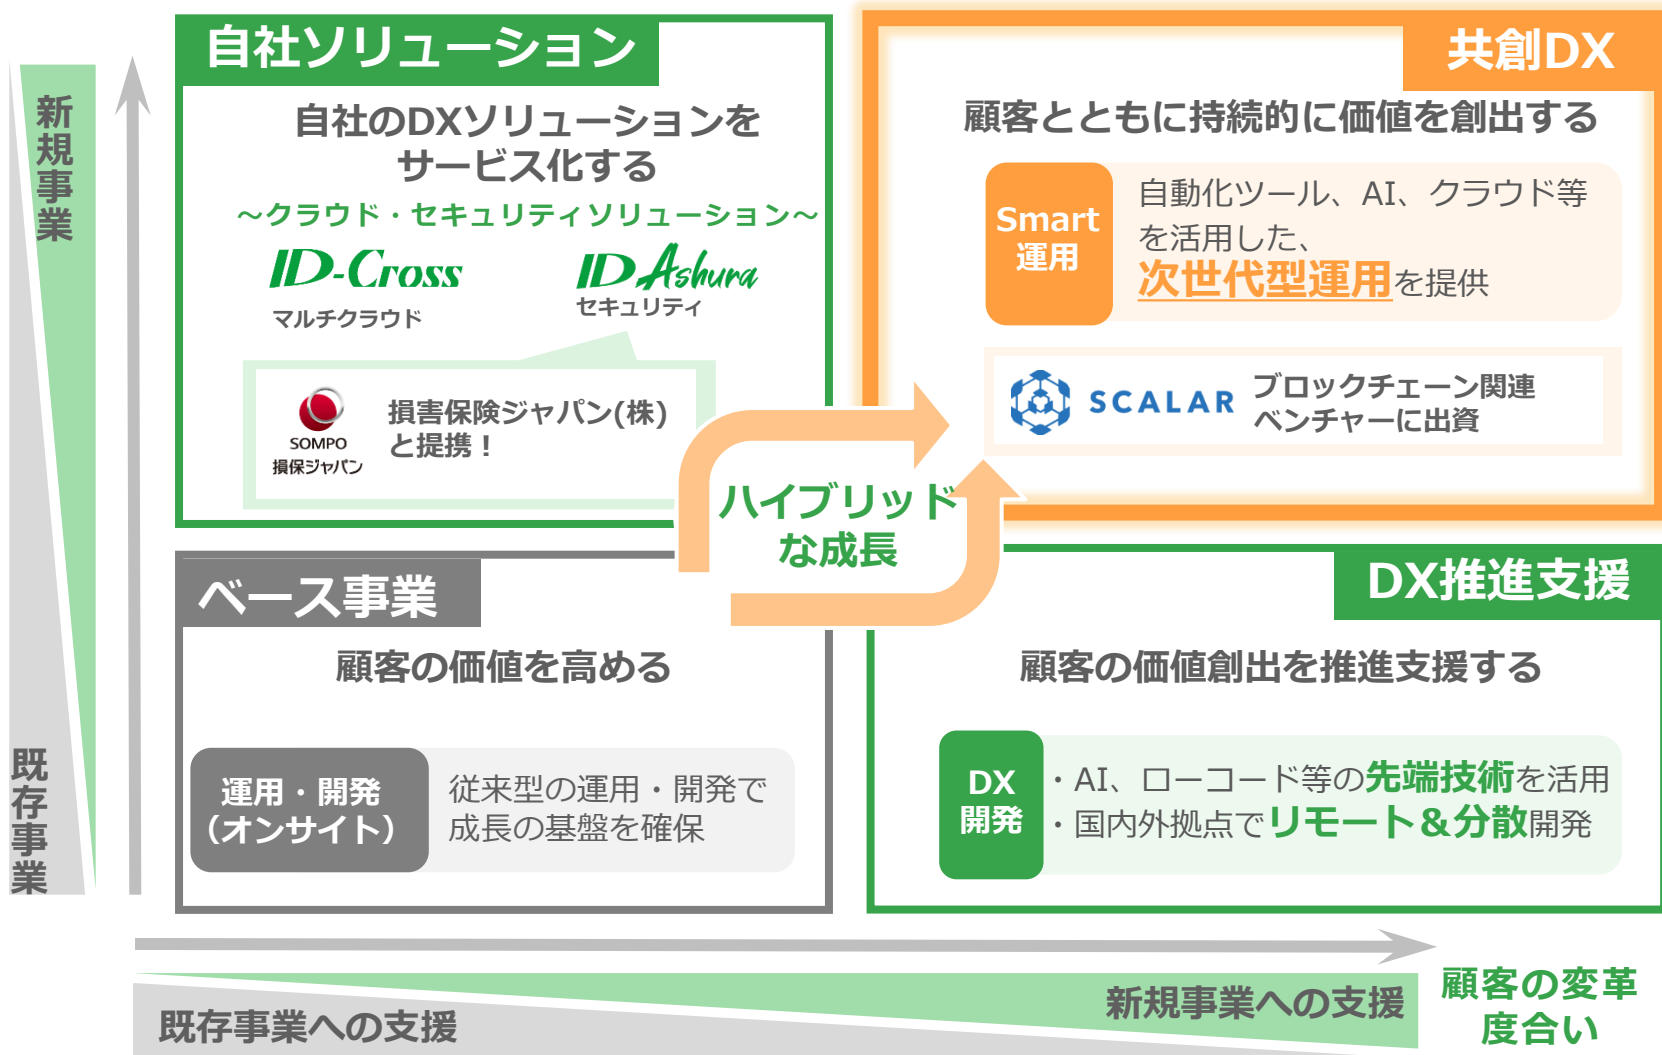 自社ソリューション
自社のDXソリューションを
サービス化する
～クラウド・セキュリティソリューション～
ID-Cross
マルチクラウド
ID Ashura
セキュリティ
SOMPO
損保ジャパン
損害保険ジャパン(株)
と提携！
共創DX
顧客とともに持続的に価値を創出する
Smart
運用
自動化ツール、AI、クラウド等
を活用した、
次世代型運用を提供
SCALAR
ブロックチェーン関連
ベンチャーに出資
ハイブリッド
な成長
ベース事業
顧客の価値を高める
運用・開発
（オンサイト）
従来型の運用・開発で
成長の基盤を確保
DX推進支援
顧客の価値創出を推進支援する
DX
開発
・AI、ローコード等の先端技術を活用
・国内外拠点でリモート＆分散開発
新規事業
既存事業
既存事業への支援
新規事業への支援
顧客の変革
度合い